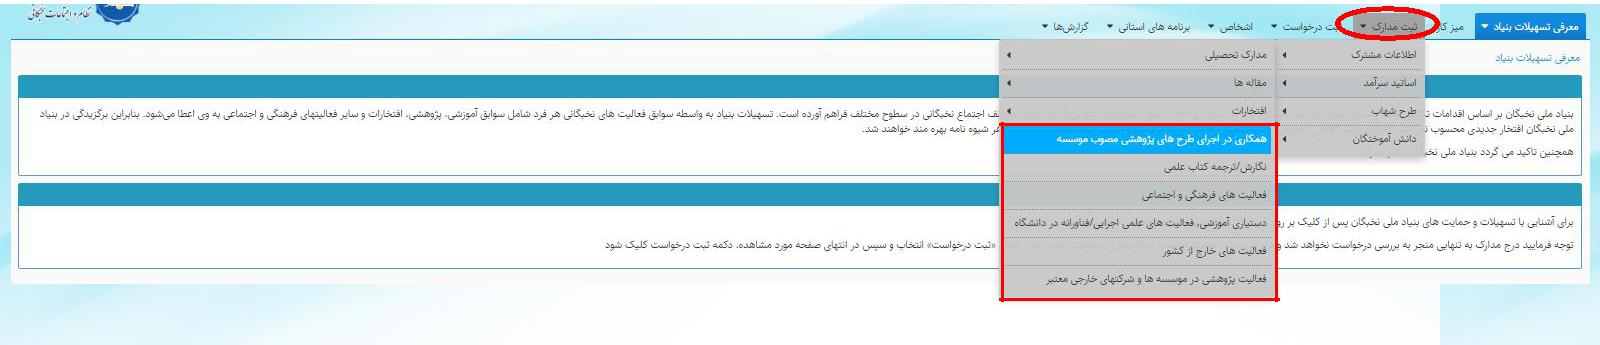 نظام و اجتماعات نخبگانی
معرفی تسهیلات بنیاد
میز کار
ثبت مدارک
ثبت درخواست
اشخاص
برنامه های استانی
گزارش‌ها
معرفی تسهیلات بنیاد
اطلاعات مشترک
اساتید سرآمد
طرح شهاب
دانش آموختگان
مدارک تحصیلی
مقاله ها
افتخارات
همکاری در اجرای طرح های پژوهشی مصوب موسسه
نگارش/ترجمه کتاب علمی
فعالیت های فرهنگی و اجتماعی
دستیاری آموزشی، فعالیت های علمی اجرایی/فناورانه در دانشگاه
فعالیت های خارج از کشور
فعالیت پژوهشی در موسسه ها و شرکتهای خارجی معتبر
بنیاد ملی نخبگان بر اساس اقدامات اجتماع نخبگانی در سطوح مختلف فراهم آورده است. تسهیلات بنیاد به واسطه سوابق فعالیت های نخبگانی هر فرد شامل سوابق آموزشی، پژوهشی، افتخارات و سایر فعالیتهای فرهنگی و اجتماعی به وی اعطا می‌شود. بنابراین برگزیدگی در بنیاد
ملی نخبگان افتخار جدیدی محسوب شیوه نامه بهره مند خواهند شد.
همچنین تاکید می گردد بنیاد ملی
برای آشنایی با تسهیلات و حمایت های بنیاد ملی نخبگان پس از کلیک بر
توجه فرمایید درج مدارک به تنهایی منجر به بررسی درخواست نخواهد شد و «ثبت درخواست» انتخاب و سپس در انتهای صفحه مورد مشاهده، دکمه ثبت درخواست کلیک شود